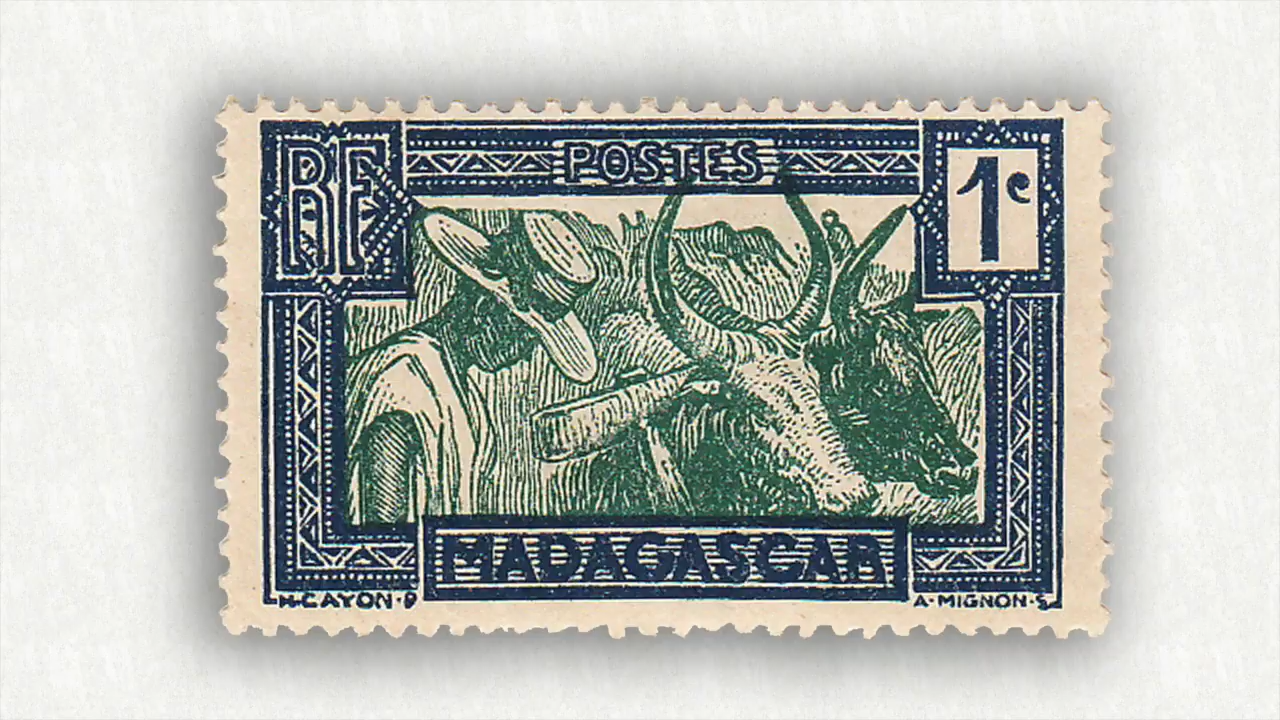 RF
POSTES
1c
MADAGASCAR
H·CAYON·D
A·MIGNON·S